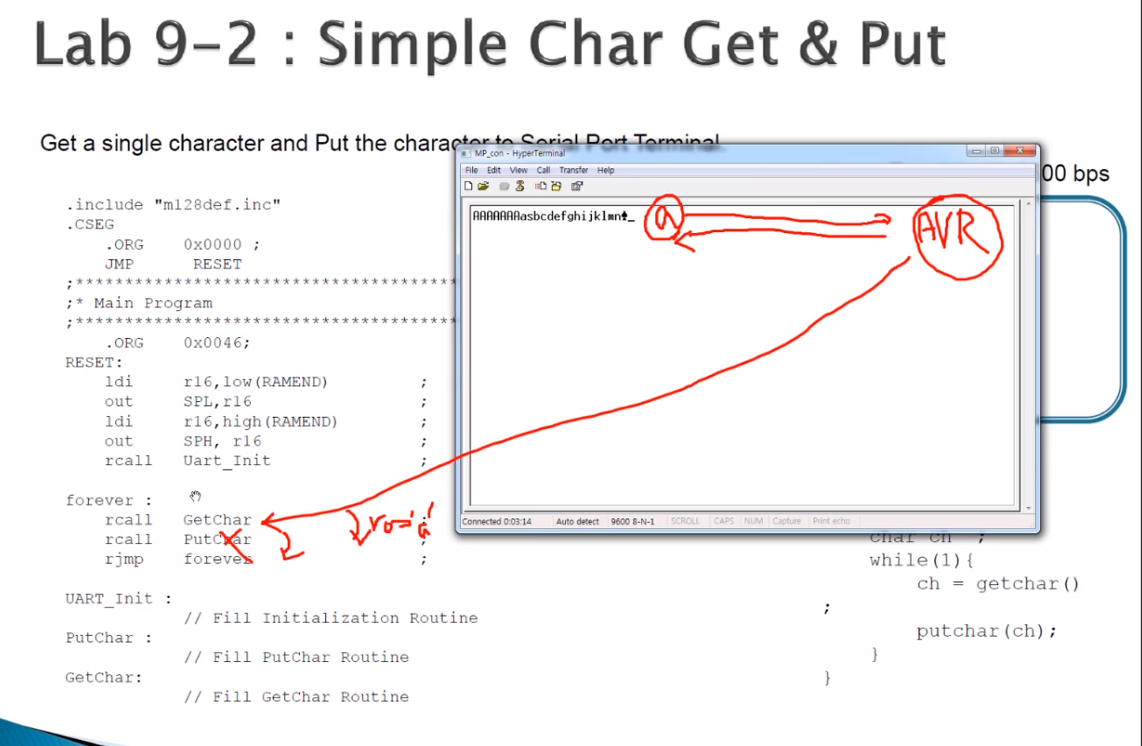 Lab 9-2 : Simple Char Get & Put
Get a single character and Put the character to Serial Port Terminal
00 bps
.include "m128def.inc"
.CSEG
.ORG 0x0000 ;
JMP RESET
;***************************************
;* Main Program
;***************************************
.ORG 0x0046;
RESET:
ldi r16,low(RAMEND) ;
out SPL,r16 ;
ldi r16,high(RAMEND) ;
out SPH, r16 ;
rcall Uart_Init ;
forever :
rcall GetChar ;
rcall PutChar ;
rjmp forever ;
UART_Init :
// Fill Initialization Routine
PutChar :
// Fill PutChar Routine
GetChar:
// Fill GetChar Routine
MP_con - HyperTerminal
File Edit View Call Transfer Help
AAAAAAAasbcdefghijklmn
a
AVR
r0='a'
Connected 0:03:14 Auto detect 9600 8-N-1 SCROLL CAPS NUM Capture Print echo
char ch ;
while(1){
ch = getchar()
;
putchar(ch);
}
}